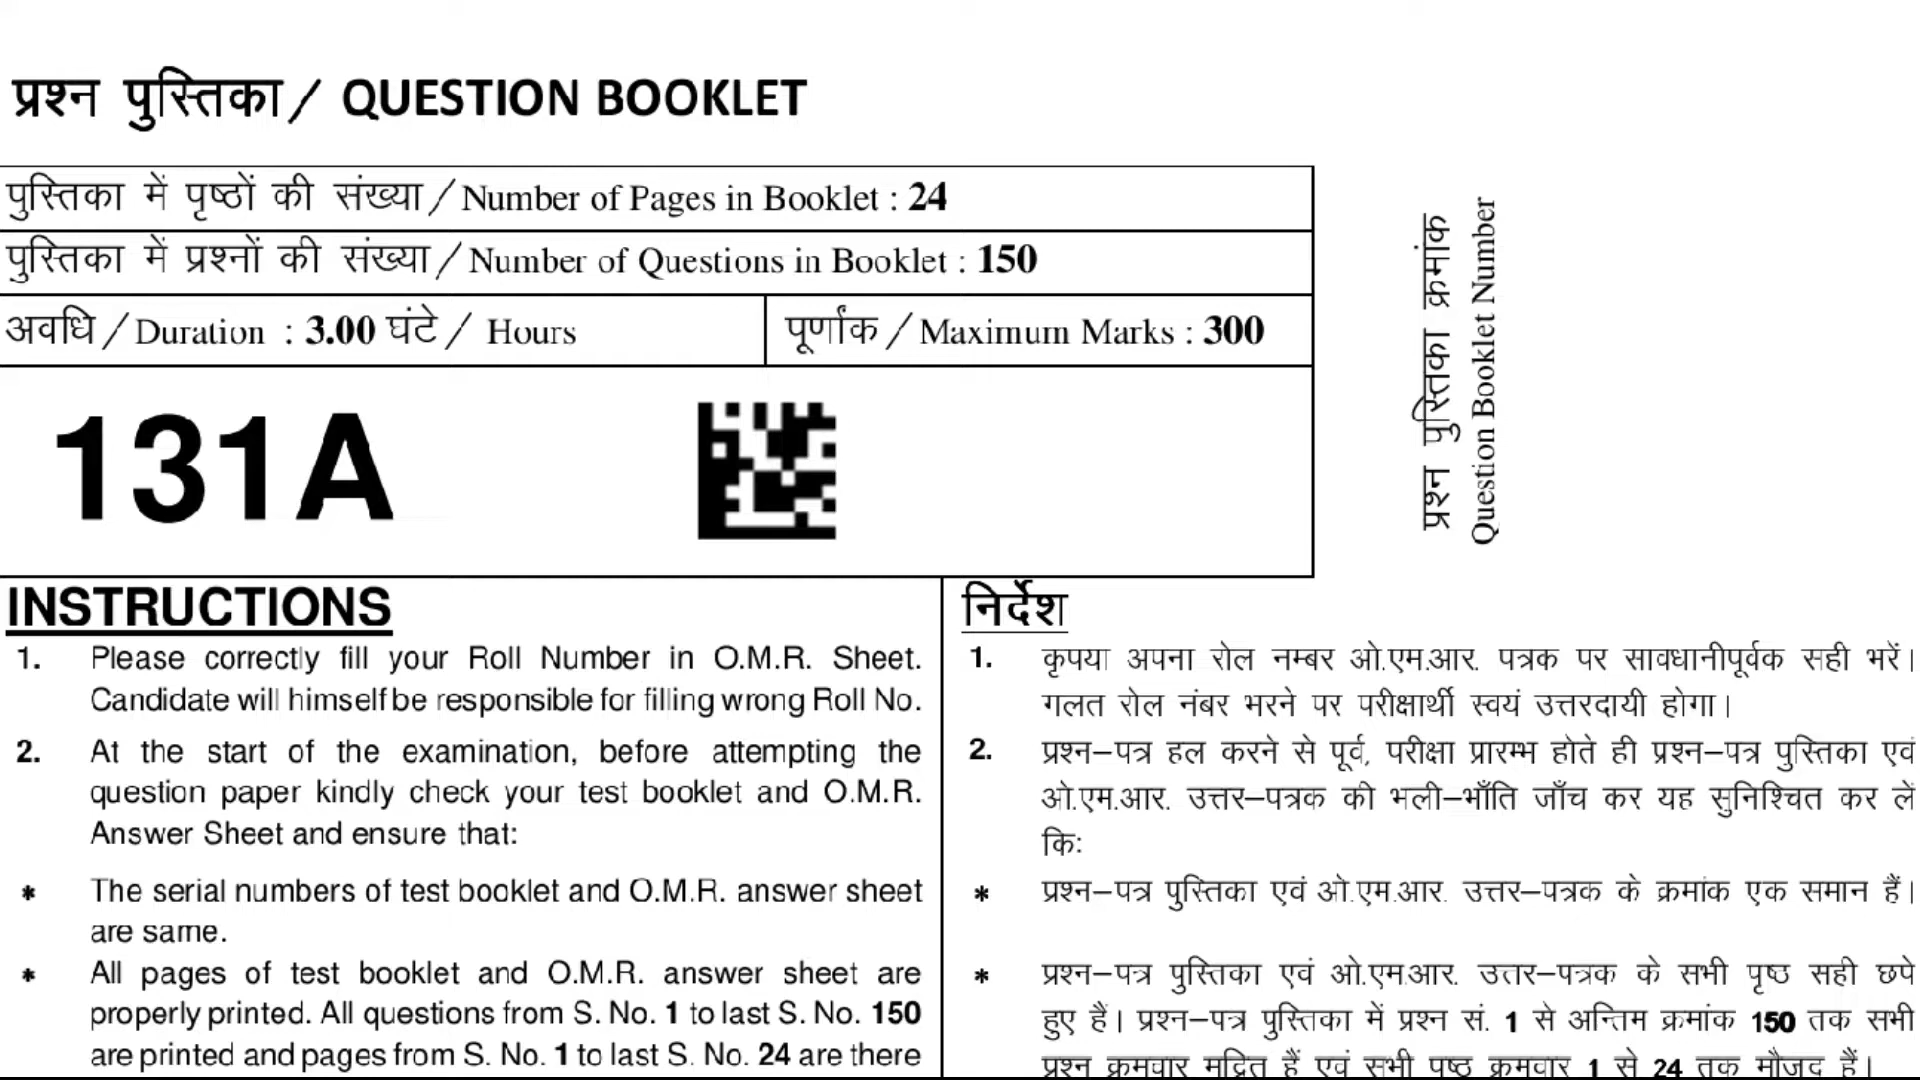 प्रश्न पुस्तिका/ QUESTION BOOKLET
पुस्तिका में पृष्ठों की संख्या/Number of Pages in Booklet : 24
पुस्तिका में प्रश्नों की संख्या/Number of Questions in Booklet : 150
अवधि/Duration : 3.00 घंटे/ Hours
पूर्णांक/Maximum Marks : 300
131A
प्रश्न पुस्तिका क्रमांक
Question Booklet Number
INSTRUCTIONS
1. Please correctly fill your Roll Number in O.M.R. Sheet.
Candidate will himself be responsible for filling wrong Roll No.
2. At the start of the examination, before attempting the
question paper kindly check your test booklet and O.M.R.
Answer Sheet and ensure that:
* The serial numbers of test booklet and O.M.R. answer sheet
are same.
* All pages of test booklet and O.M.R. answer sheet are
properly printed. All questions from S. No. 1 to last S. No. 150
are printed and pages from S. No. 1 to last S. No. 24 are there
निर्देश
1. कृपया अपना रोल नम्बर ओ.एम.आर. पत्रक पर सावधानीपूर्वक सही भरें।
गलत रोल नंबर भरने पर परीक्षार्थी स्वयं उत्तरदायी होगा।
2. प्रश्न–पत्र हल करने से पूर्व, परीक्षा प्रारम्भ होते ही प्रश्न–पत्र पुस्तिका एवं
ओ.एम.आर. उत्तर–पत्रक की भली–भाँति जाँच कर यह सुनिश्चित कर लें
कि:
* प्रश्न–पत्र पुस्तिका एवं ओ.एम.आर. उत्तर–पत्रक के क्रमांक एक समान हैं।
* प्रश्न–पत्र पुस्तिका एवं ओ.एम.आर. उत्तर–पत्रक के सभी पृष्ठ सही छपे
हुए हैं। प्रश्न–पत्र पुस्तिका में प्रश्न सं. 1 से अन्तिम क्रमांक 150 तक सभी
प्रश्न क्रमवार मुद्रित हैं एवं सभी पृष्ठ क्रमवार 1 से 24 तक मौजूद हैं।